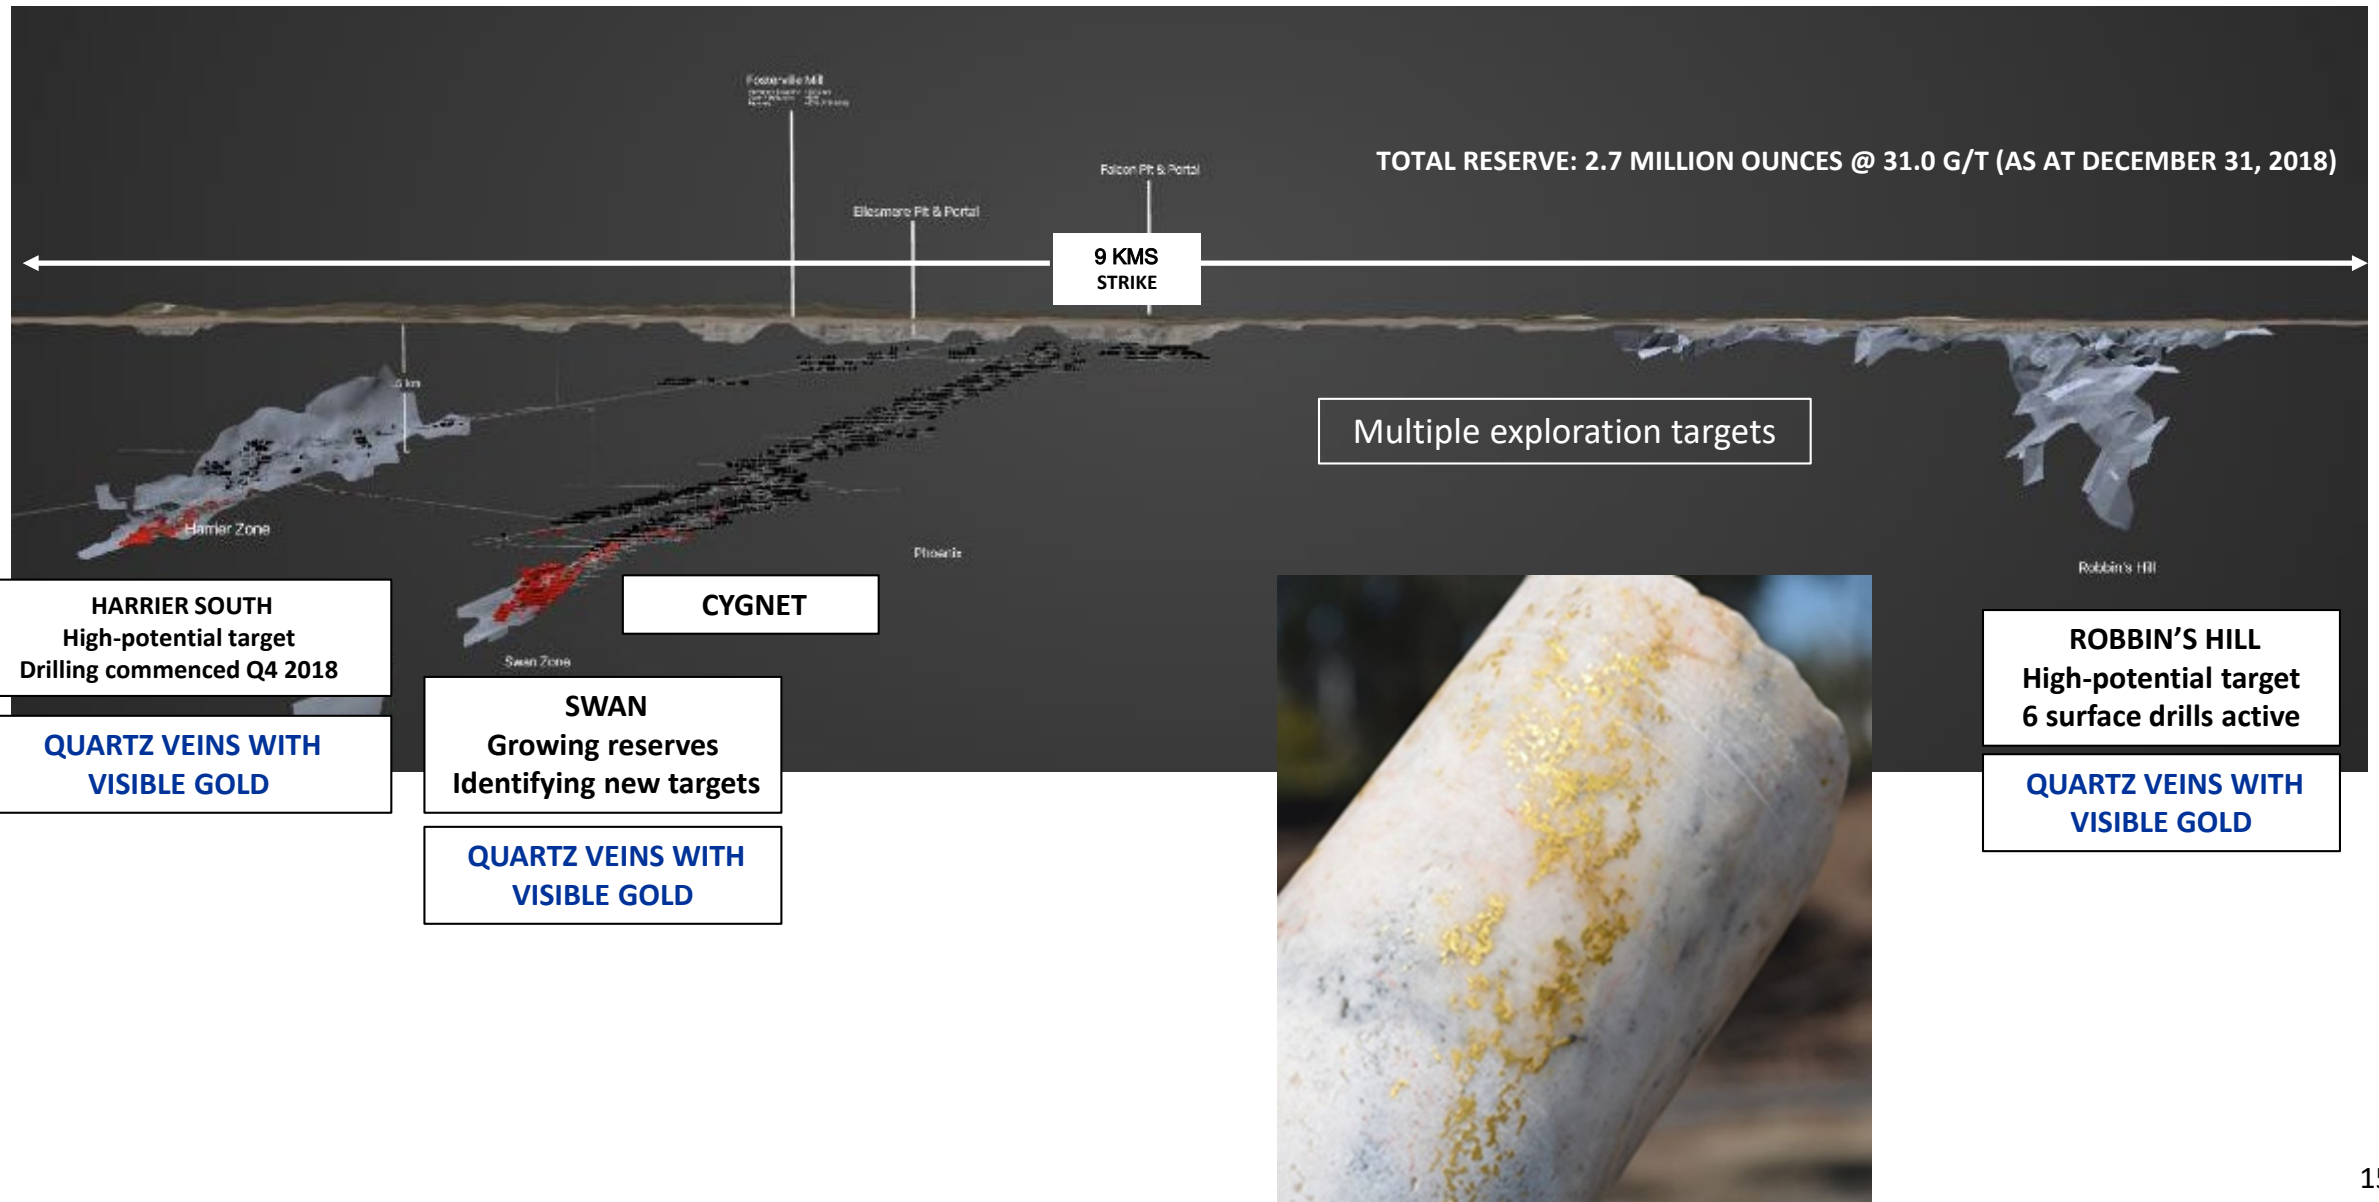 Fosterville Mill
TOTAL RESERVE: 2.7 MILLION OUNCES @ 31.0 G/T (AS AT DECEMBER 31, 2018)
Falcon Pit & Portal
Ellesmere Pit & Portal
9 KMS
STRIKE
.5 km
Multiple exploration targets
Harrier Zone
Phoenix
Robbin's Hill
Swan Zone
HARRIER SOUTH
High-potential target
Drilling commenced Q4 2018
QUARTZ VEINS WITH
VISIBLE GOLD
CYGNET
SWAN
Growing reserves
Identifying new targets
QUARTZ VEINS WITH
VISIBLE GOLD
ROBBIN’S HILL
High-potential target
6 surface drills active
QUARTZ VEINS WITH
VISIBLE GOLD